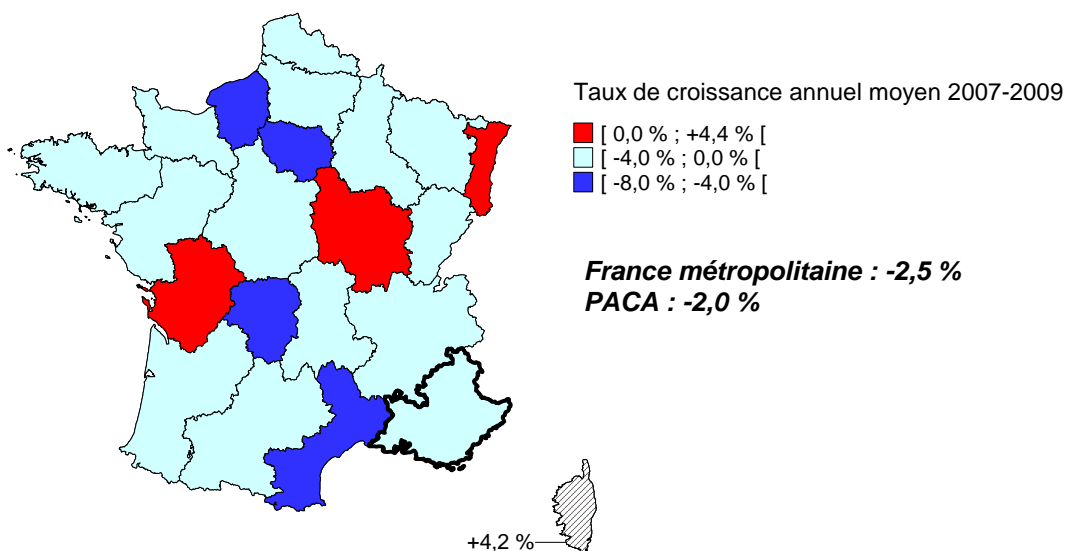 Taux de croissance annuel moyen 2007-2009
[ 0,0 % ; +4,4 % [
[ -4,0 % ; 0,0 % [
[ -8,0 % ; -4,0 % [
France métropolitaine : -2,5 %
PACA : -2,0 %
+4,2 %